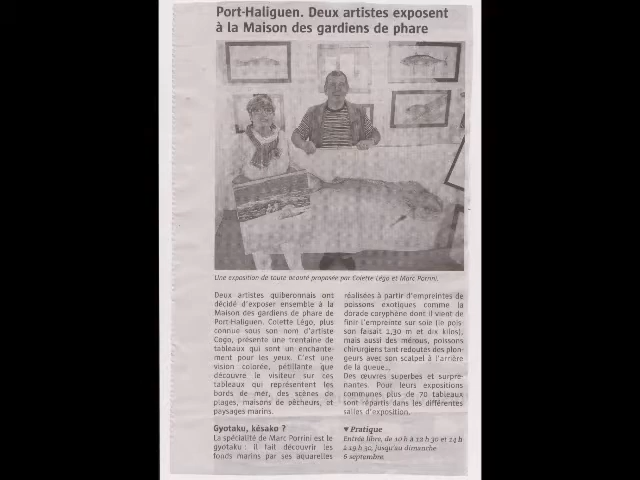 Port-Haliguen. Deux artistes exposent
à la Maison des gardiens de phare
Une exposition de toute beauté proposée par Colette Légo et Marc Porrini.
Deux artistes quiberonnais ont
décidé d'exposer ensemble à la
Maison des gardiens de phare de
Port-Haliguen. Colette Légo, plus
connue sous son nom d'artiste
Cogo, présente une trentaine de
tableaux qui sont un enchante-
ment pour les yeux. C'est une
vision colorée, pétillante que
découvre le visiteur sur ces
tableaux qui représentent les
bords de mer, des scènes de
plages, maisons de pêcheurs, et
paysages marins.
Gyotaku, késako ?
La spécialité de Marc Porrini est le
gyotaku : il fait découvrir les
fonds marins par ses aquarelles
réalisées à partir d'empreintes de
poissons exotiques comme la
dorade coryphène dont il vient de
finir l'empreinte sur soie (le pois-
son faisait 1,30 m et dix kilos),
mais aussi des mérous, poissons
chirurgiens tant redoutés des plon-
geurs avec son scalpel à l'arrière
de la queue...
Des œuvres superbes et surpre-
nantes. Pour leurs expositions
communes plus de 70 tableaux
sont répartis dans les différentes
salles d'exposition.
▼ Pratique
Entrée libre, de 10 h à 12 h 30 et 14 h
à 19 h 30, jusqu'au dimanche
6 septembre.